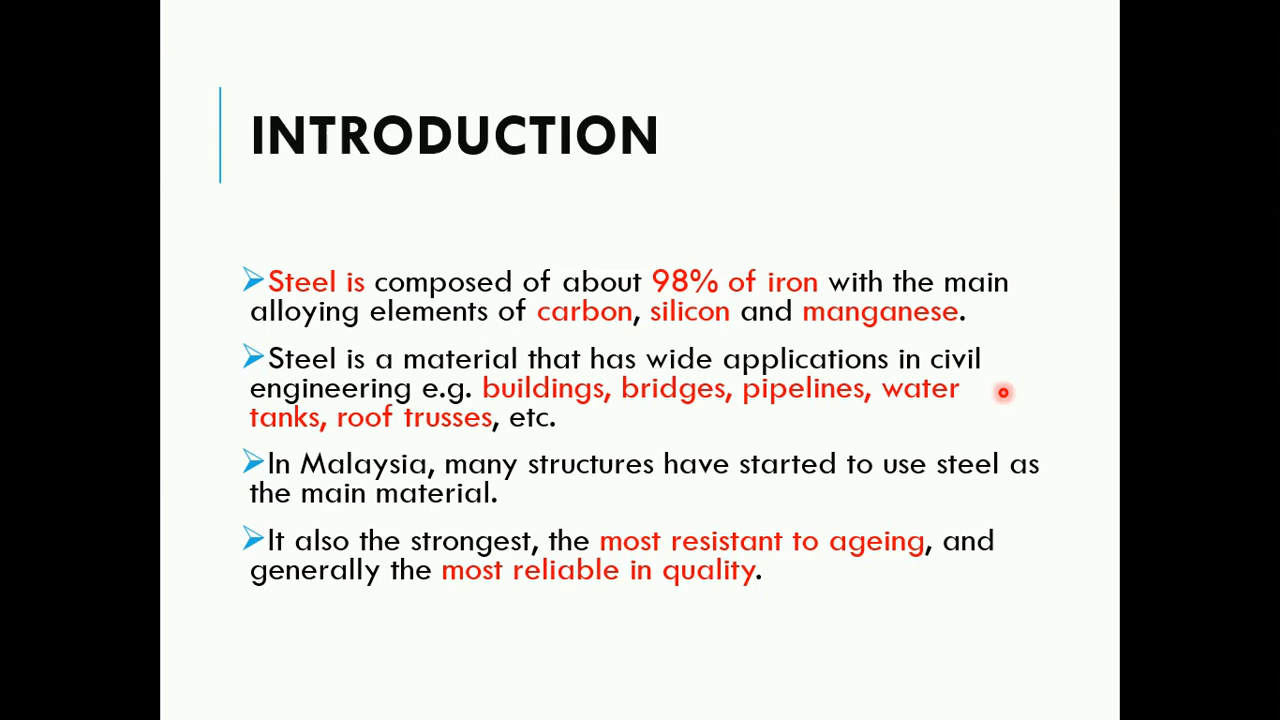 INTRODUCTION
Steel is composed of about 98% of iron with the main
alloying elements of carbon, silicon and manganese.
Steel is a material that has wide applications in civil
engineering e.g. buildings, bridges, pipelines, water
tanks, roof trusses, etc.
In Malaysia, many structures have started to use steel as
the main material.
It also the strongest, the most resistant to ageing, and
generally the most reliable in quality.